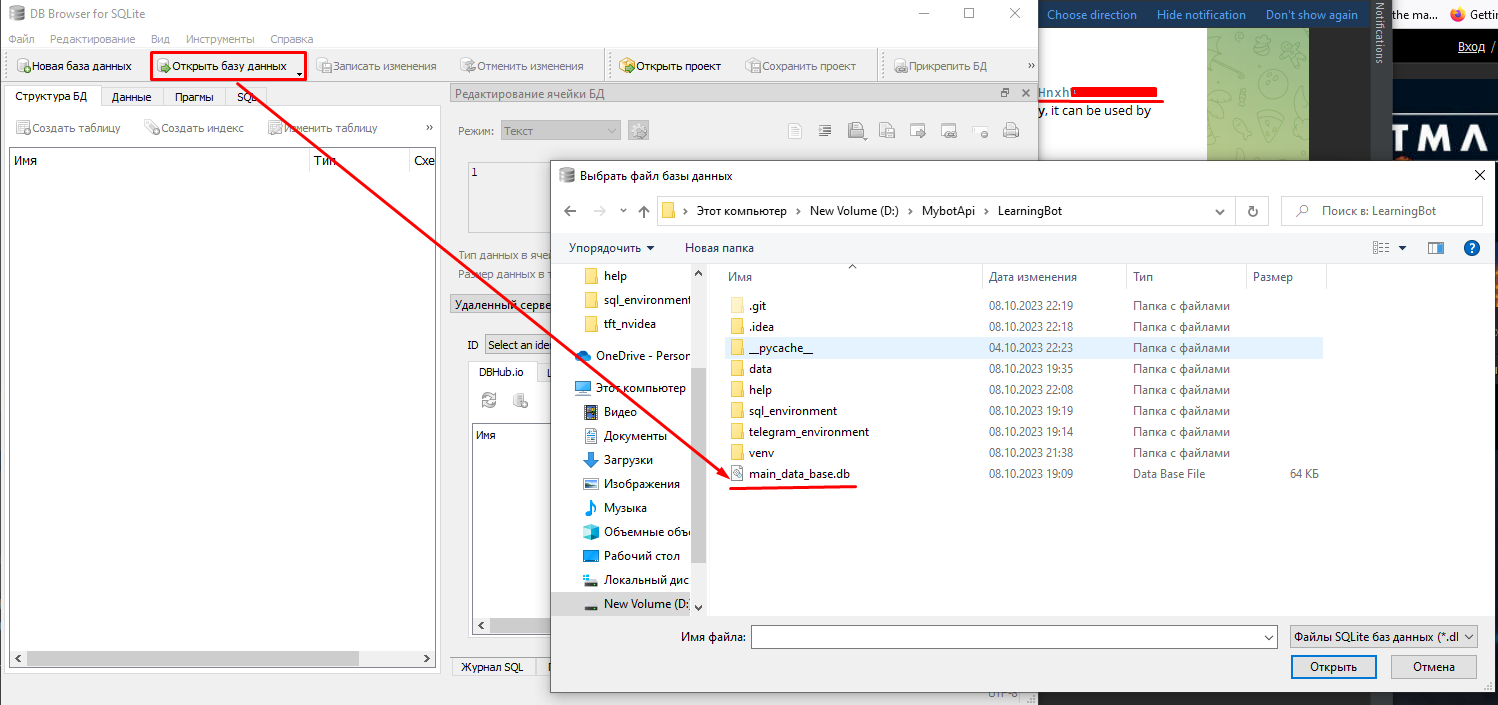 DB Browser for SQLite
Файл Редактирование Вид Инструменты Справка
Новая база данных Открыть базу данных Записать изменения Отменить изменения Открыть проект Сохранить проект Прикрепить БД »
Структура БД Данные Прагмы SQL
Создать таблицу Создать индекс Изменить таблицу »
Имя Тип Схе
Редактирование ячейки БД
Режим: Текст
1
Тип данных в ячей
Размер данных в т
Удаленный серве
ID Select an ide
DBHub.io
Имя
Журнал SQL
UTF-8
Choose direction Hide notification Don't show again
Notifications
the ma... Gettin
Вход /
Hnxh
y, it can be used by
TMA
Выбрать файл базы данных
Этот компьютер › New Volume (D:) › MybotApi › LearningBot
Поиск в: LearningBot
Упорядочить Новая папка
help
sql_environment
tft_nvidea
OneDrive - Person
Этот компьютер
Видео
Документы
Загрузки
Изображения
Музыка
Объемные объе
Рабочий стол
Локальный дис
New Volume (D:)
Имя Дата изменения Тип Размер
.git 08.10.2023 22:19 Папка с файлами
.idea 08.10.2023 22:18 Папка с файлами
__pycache__ 04.10.2023 22:23 Папка с файлами
data 08.10.2023 19:35 Папка с файлами
help 08.10.2023 22:08 Папка с файлами
sql_environment 08.10.2023 19:19 Папка с файлами
telegram_environment 08.10.2023 19:14 Папка с файлами
venv 08.10.2023 21:38 Папка с файлами
main_data_base.db 08.10.2023 19:09 Data Base File 64 КБ
Имя файла:
Файлы SQLite баз данных (*.dl
Открыть Отмена